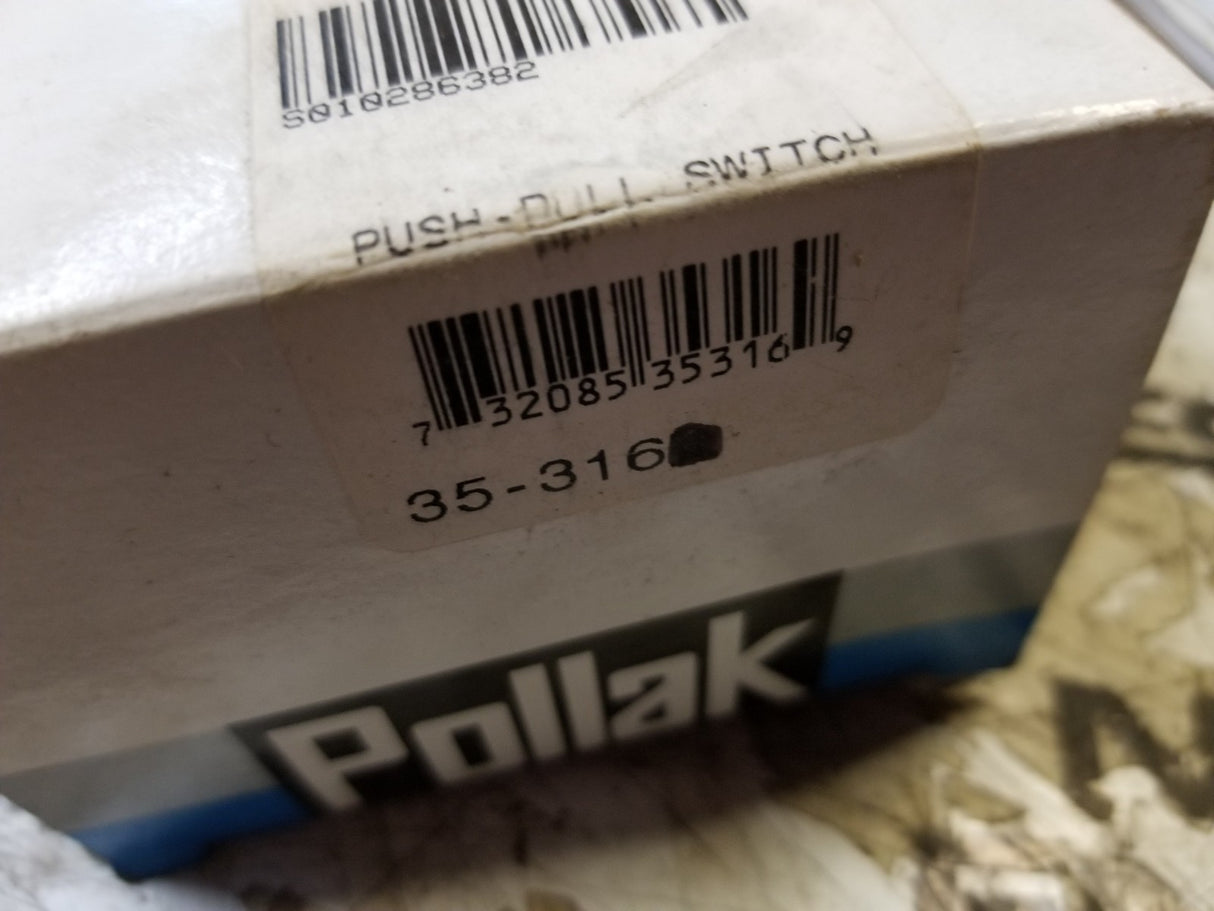 S010286382
PUSH-PULL SWITCH
7 32085 35316 9
35-316
Pollak